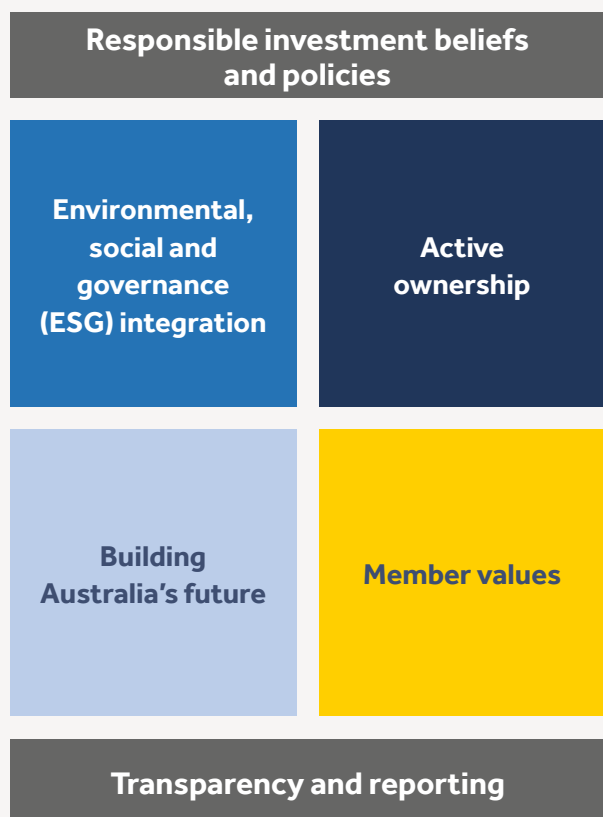 Responsible investment beliefs
and policies
Environmental,
social and
governance
(ESG) integration
Active
ownership
Building
Australia’s future
Member values
Transparency and reporting